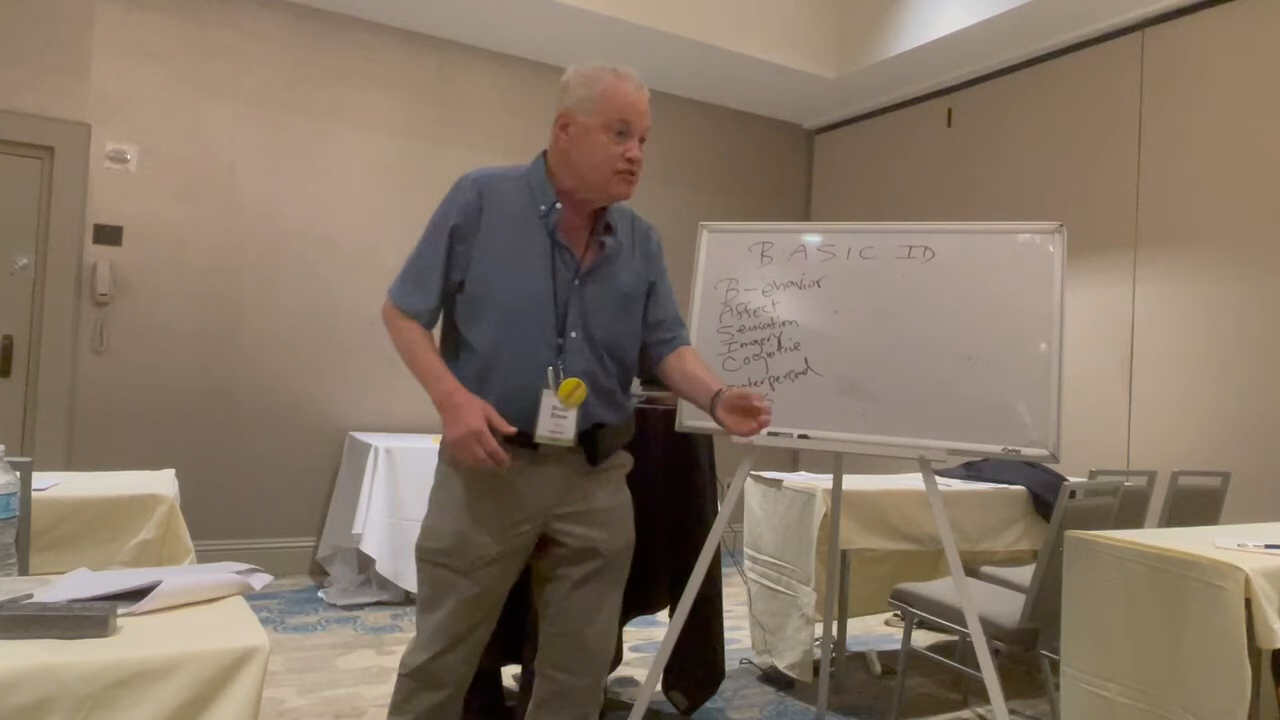 BASIC ID
B-ehavior
Affect
Sensation
Imagery
Cognitive
Interpersonal